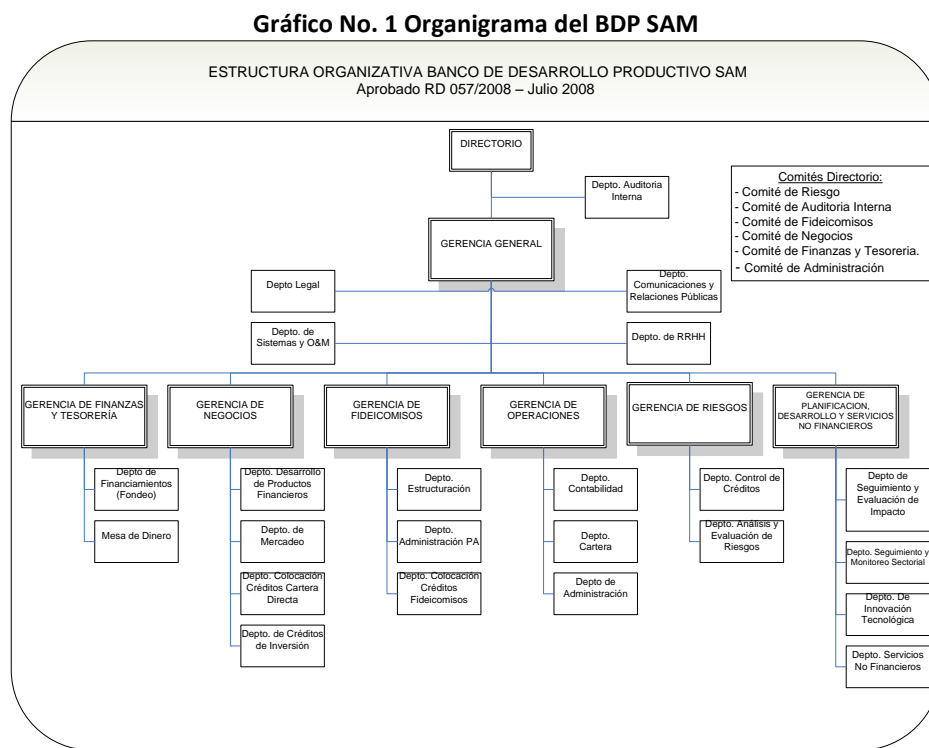 Gráfico No. 1 Organigrama del BDP SAM
ESTRUCTURA ORGANIZATIVA BANCO DE DESARROLLO PRODUCTIVO SAM
Aprobado RD 057/2008 – Julio 2008
DIRECTORIO
Depto. Auditoria
Interna
Comités Directorio:
- Comité de Riesgo
- Comité de Auditoria Interna
- Comité de Fideicomisos
- Comité de Negocios
- Comité de Finanzas y Tesoreria.
- Comité de Administración
GERENCIA GENERAL
Depto Legal
Depto.
Comunicaciones y
Relaciones Públicas
Depto. de
Sistemas y O&M
Depto. de RRHH
GERENCIA DE FINANZAS
Y TESORERÍA
GERENCIA DE
NEGOCIOS
GERENCIA DE
FIDEICOMISOS
GERENCIA DE
OPERACIONES
GERENCIA DE RIESGOS
GERENCIA DE
PLANIFICACION,
DESARROLLO Y SERVICIOS
NO FINANCIEROS
Depto de
Financiamientos
(Fondeo)
Mesa de Dinero
Depto. Desarrollo
de Productos
Financieros
Depto. de
Mercadeo
Depto. Colocación
Créditos Cartera
Directa
Depto. de Créditos
de Inversión
Depto.
Estructuración
Depto.
Administración PA
Depto. Colocación
Créditos
Fideicomisos
Depto.
Contabilidad
Depto.
Cartera
Depto de
Administración
Depto. Control de
Créditos
Depto. Análisis y
Evaluación de
Riesgos
Depto de
Seguimiento y
Evaluación de
Impacto
Depto. Seguimiento y
Monitoreo Sectorial
Depto. De
Innovación
Tecnológica
Depto. Servicios
No Financieros